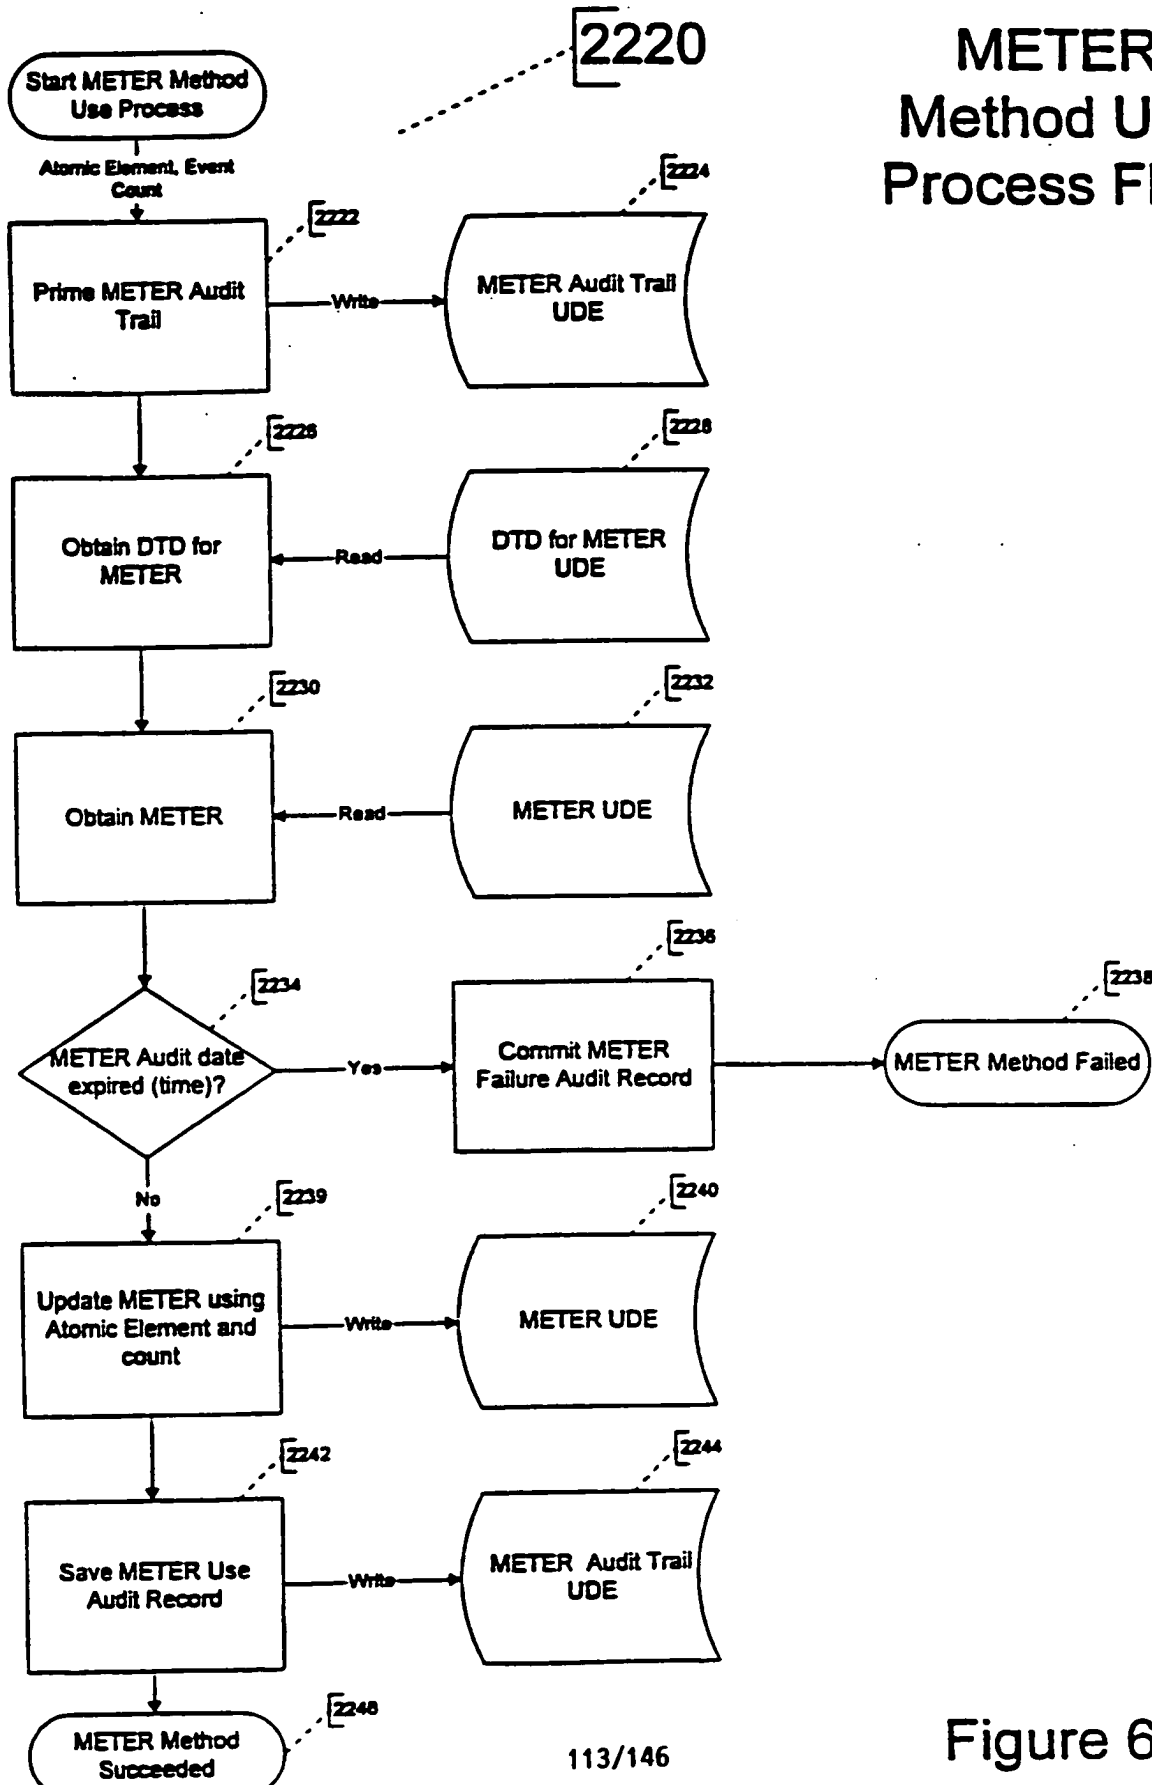 2220
METER
Method U
Process Fl
Start METER Method
Use Process
Atomic Element, Event
Count
2222
2224
Prime METER Audit
Trail
Write
METER Audit Trail
UDE
2226
2228
Obtain DTD for
METER
Read
DTD for METER
UDE
2230
2232
Obtain METER
Read
METER UDE
2234
2236
2238
METER Audit date
expired (time)?
Yes
Commit METER
Failure Audit Record
METER Method Failed
No
2239
2240
Update METER using
Atomic Element and
count
Write
METER UDE
2242
2244
Save METER Use
Audit Record
Write
METER Audit Trail
UDE
2246
METER Method
Succeeded
113/146
Figure 6